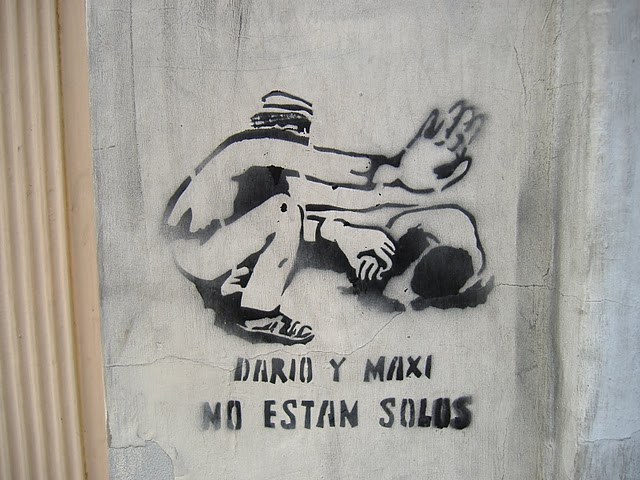 DARIO Y MAXI
NO ESTAN SOLOS